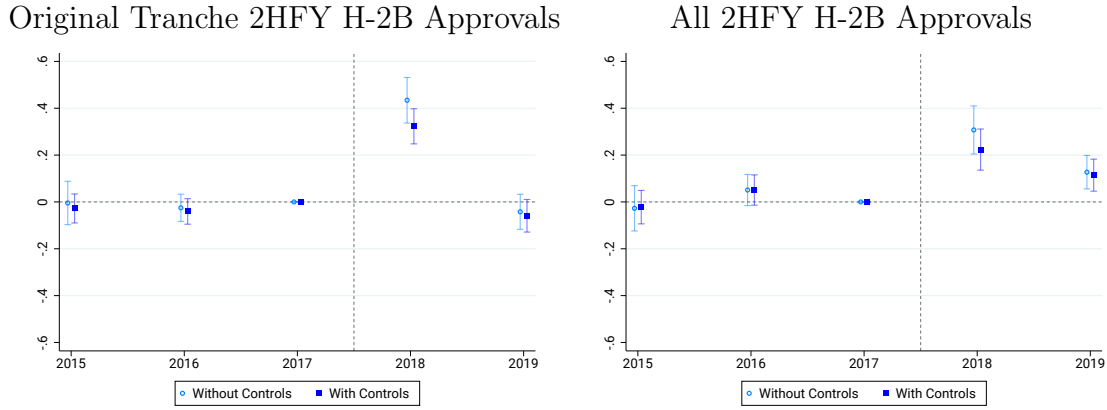 Original Tranche 2HFY H-2B Approvals
.6
.4
.2
0
-.2
-.4
-.6
2015 2016 2017 2018 2019
Without Controls With Controls
All 2HFY H-2B Approvals
.6
.4
.2
0
-.2
-.4
-.6
2015 2016 2017 2018 2019
Without Controls With Controls